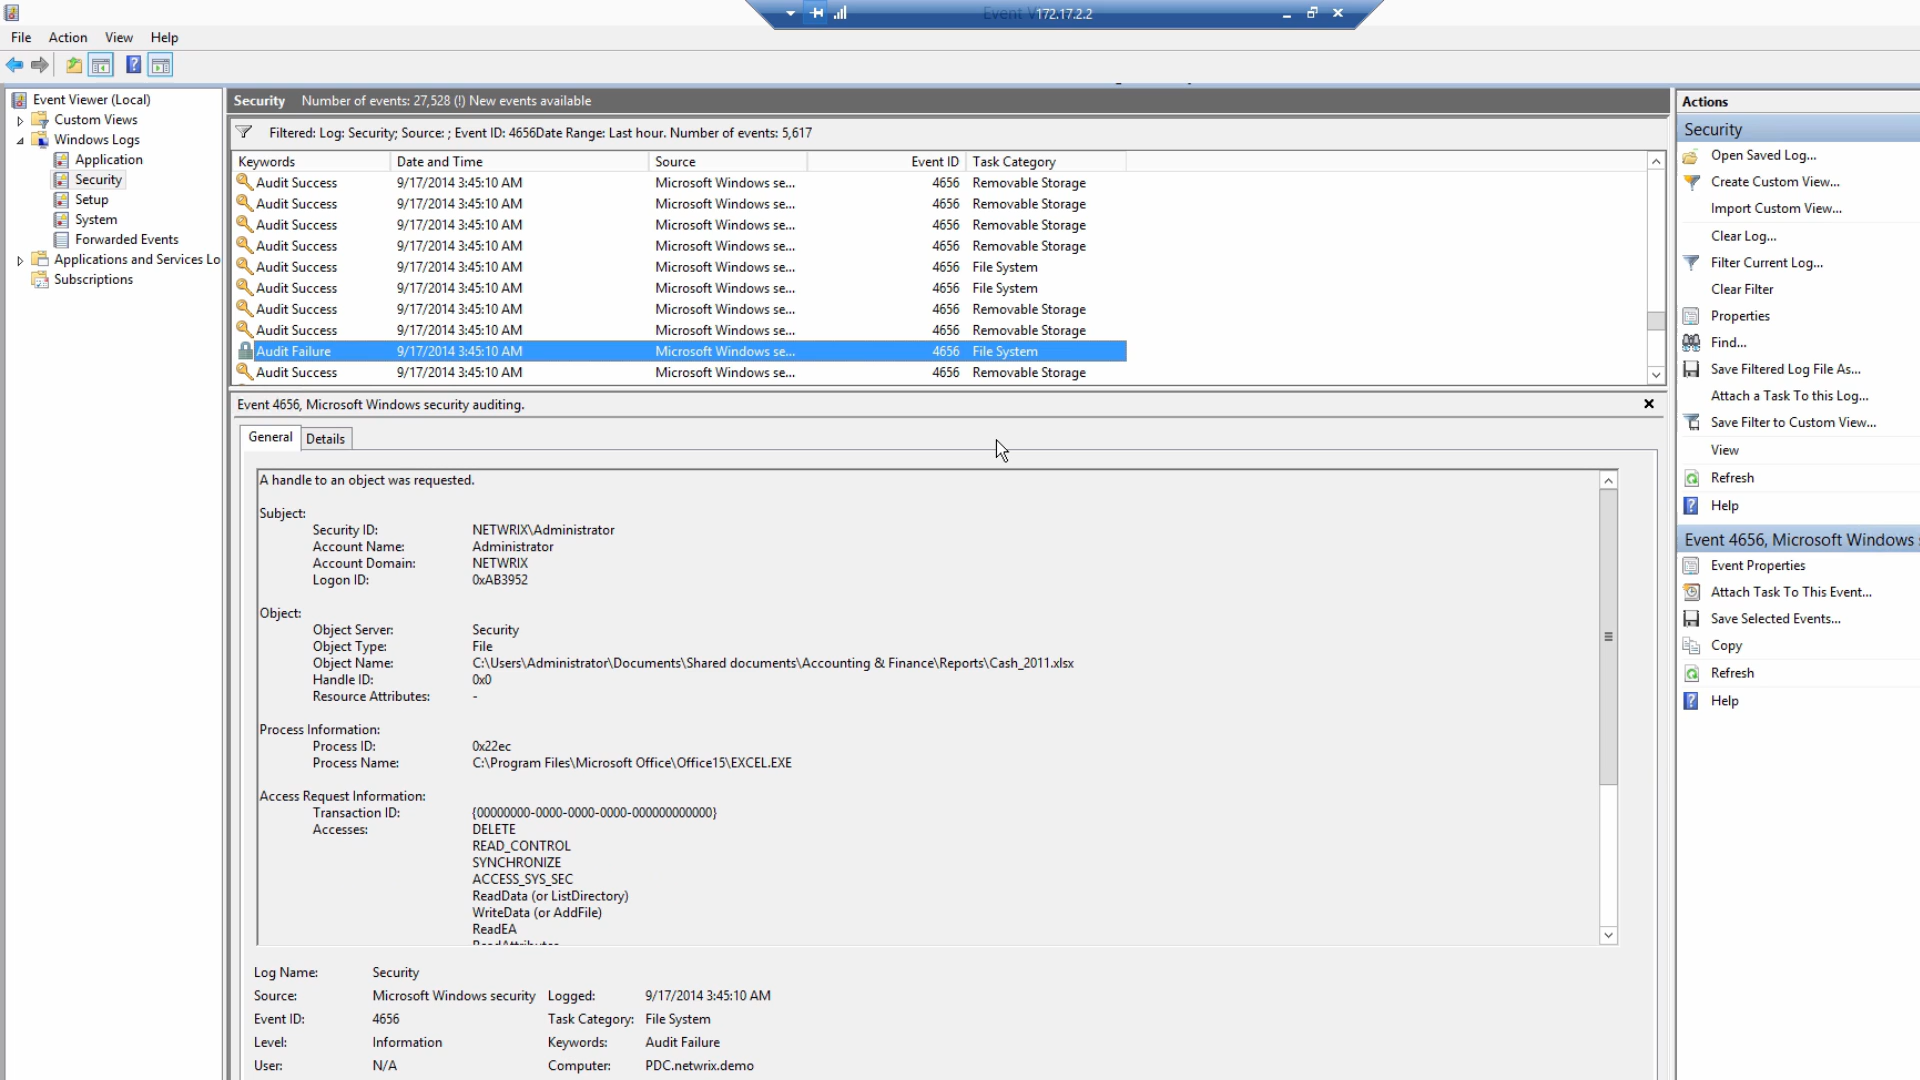 172.17.2.2
File Action View Help
Event Viewer (Local)
Custom Views
Windows Logs
Application
Security
Setup
System
Forwarded Events
Applications and Services Lo
Subscriptions
Security Number of events: 27,528 (!) New events available
Filtered: Log: Security; Source: ; Event ID: 4656Date Range: Last hour. Number of events: 5,617
Keywords Date and Time Source Event ID Task Category
Audit Success 9/17/2014 3:45:10 AM Microsoft Windows se... 4656 Removable Storage
Audit Success 9/17/2014 3:45:10 AM Microsoft Windows se... 4656 Removable Storage
Audit Success 9/17/2014 3:45:10 AM Microsoft Windows se... 4656 Removable Storage
Audit Success 9/17/2014 3:45:10 AM Microsoft Windows se... 4656 Removable Storage
Audit Success 9/17/2014 3:45:10 AM Microsoft Windows se... 4656 File System
Audit Success 9/17/2014 3:45:10 AM Microsoft Windows se... 4656 File System
Audit Success 9/17/2014 3:45:10 AM Microsoft Windows se... 4656 Removable Storage
Audit Success 9/17/2014 3:45:10 AM Microsoft Windows se... 4656 Removable Storage
Audit Failure 9/17/2014 3:45:10 AM Microsoft Windows se... 4656 File System
Audit Success 9/17/2014 3:45:10 AM Microsoft Windows se... 4656 Removable Storage
Event 4656, Microsoft Windows security auditing.
General Details
A handle to an object was requested.
Subject:
Security ID: NETWRIX\Administrator
Account Name: Administrator
Account Domain: NETWRIX
Logon ID: 0xAB3952
Object:
Object Server: Security
Object Type: File
Object Name: C:\Users\Administrator\Documents\Shared documents\Accounting & Finance\Reports\Cash_2011.xlsx
Handle ID: 0x0
Resource Attributes: -
Process Information:
Process ID: 0x22ec
Process Name: C:\Program Files\Microsoft Office\Office15\EXCEL.EXE
Access Request Information:
Transaction ID: {00000000-0000-0000-0000-000000000000}
Accesses: DELETE
READ_CONTROL
SYNCHRONIZE
ACCESS_SYS_SEC
ReadData (or ListDirectory)
WriteData (or AddFile)
ReadEA
Log Name: Security
Source: Microsoft Windows security Logged: 9/17/2014 3:45:10 AM
Event ID: 4656 Task Category: File System
Level: Information Keywords: Audit Failure
User: N/A Computer: PDC.netwrix.demo
Actions
Security
Open Saved Log...
Create Custom View...
Import Custom View...
Clear Log...
Filter Current Log...
Clear Filter
Properties
Find...
Save Filtered Log File As...
Attach a Task To this Log...
Save Filter to Custom View...
View
Refresh
Help
Event 4656, Microsoft Windows
Event Properties
Attach Task To This Event...
Save Selected Events...
Copy
Refresh
Help